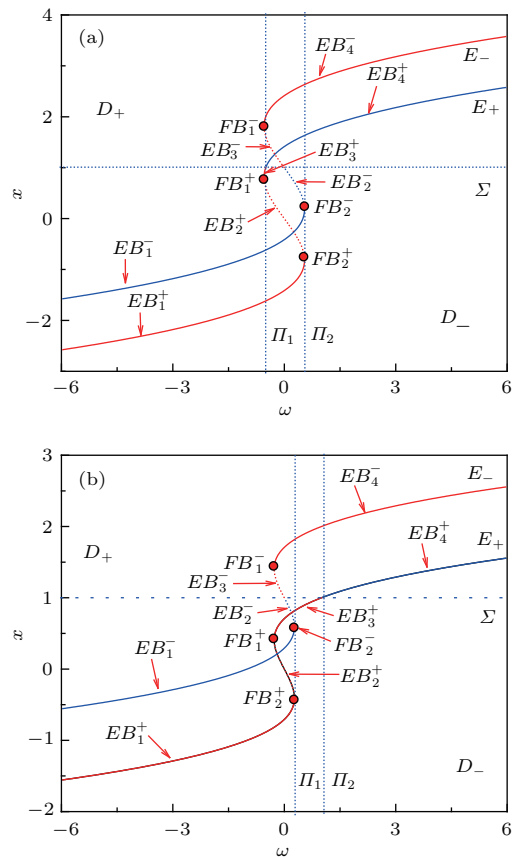 (a)
EB₄⁻
E₋
D₊
EB₄⁺
E₊
FB₁⁻
EB₃⁻
EB₃⁺
FB₁⁺
EB₂⁻
Σ
EB₂⁺
FB₂⁻
EB₁⁻
FB₂⁺
EB₁⁺
D₋
Π₁ Π₂
4
2
0
−2
x
−6 −3 0 3 6
ω
(b)
EB₄⁻
E₋
D₊
EB₄⁺
E₊
FB₁⁻
EB₃⁻
EB₂⁻
EB₃⁺
Σ
FB₁⁺
EB₁⁻
FB₂⁻
FB₂⁺
EB₂⁺
EB₁⁺
Π₁ Π₂
D₋
3
2
1
0
−1
−2
x
−6 −3 0 3 6
ω